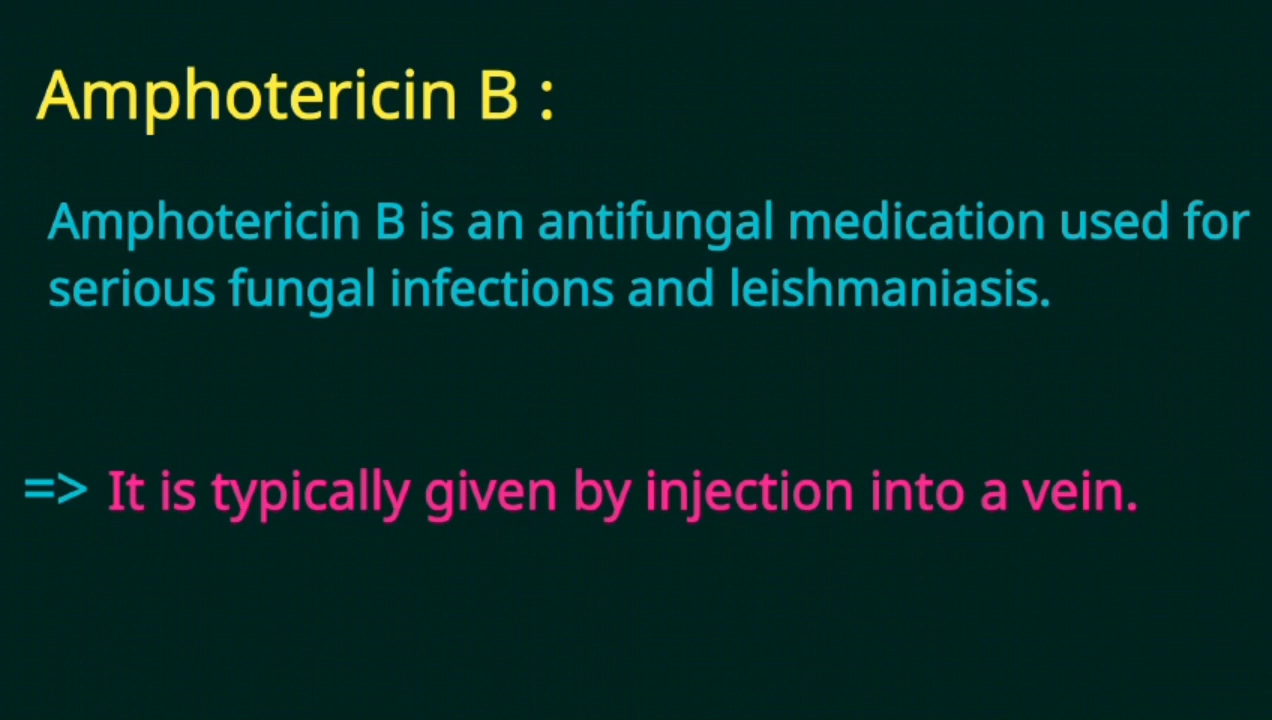 Amphotericin B :
Amphotericin B is an antifungal medication used for
serious fungal infections and leishmaniasis.
=> It is typically given by injection into a vein.